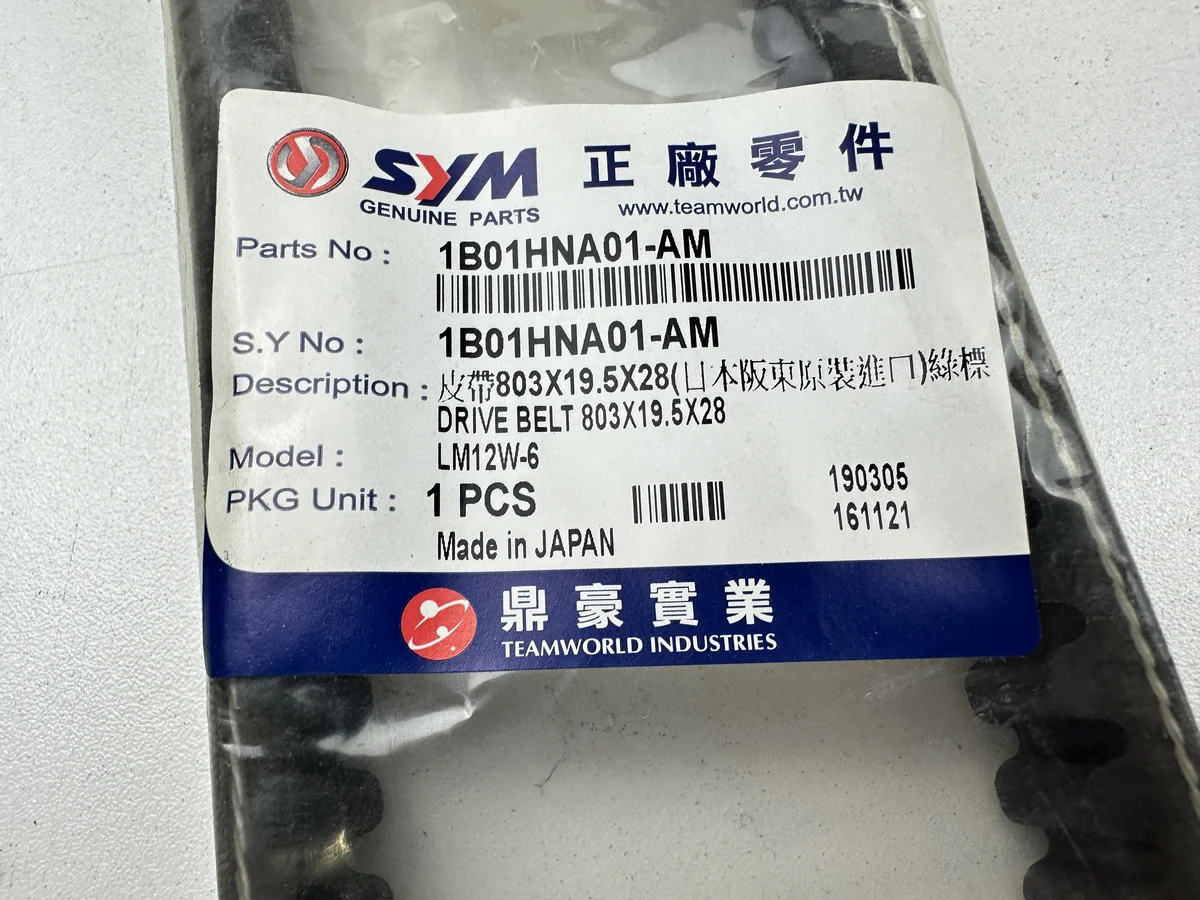 SYM 正廠零件
GENUINE PARTS www.teamworld.com.tw
Parts No : 1B01HNA01-AM
S.Y No : 1B01HNA01-AM
Description : 皮帶803X19.5X28(日本阪東原裝進口)綠標
DRIVE BELT 803X19.5X28
Model : LM12W-6
190305
PKG Unit : 1 PCS
161121
Made in JAPAN
鼎豪實業
TEAMWORLD INDUSTRIES